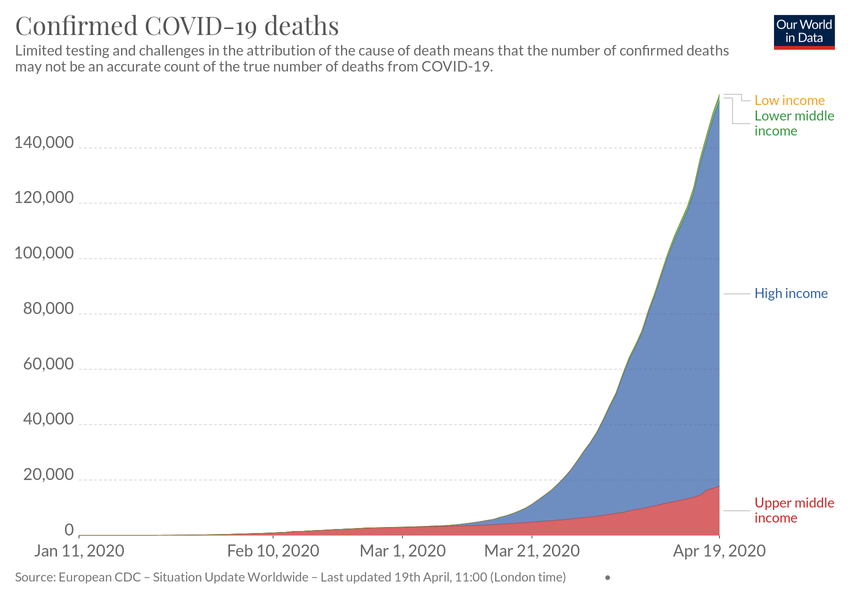 Confirmed COVID-19 deaths
Our World
in Data
Limited testing and challenges in the attribution of the cause of death means that the number of confirmed deaths
may not be an accurate count of the true number of deaths from COVID-19.
Low income
Lower middle
income
140,000
120,000
100,000
High income
80,000
60,000
40,000
20,000
Upper middle
income
0
Jan 11, 2020
Feb 10, 2020
Mar 1, 2020
Mar 21, 2020
Apr 19, 2020
Source: European CDC – Situation Update Worldwide – Last updated 19th April, 11:00 (London time)